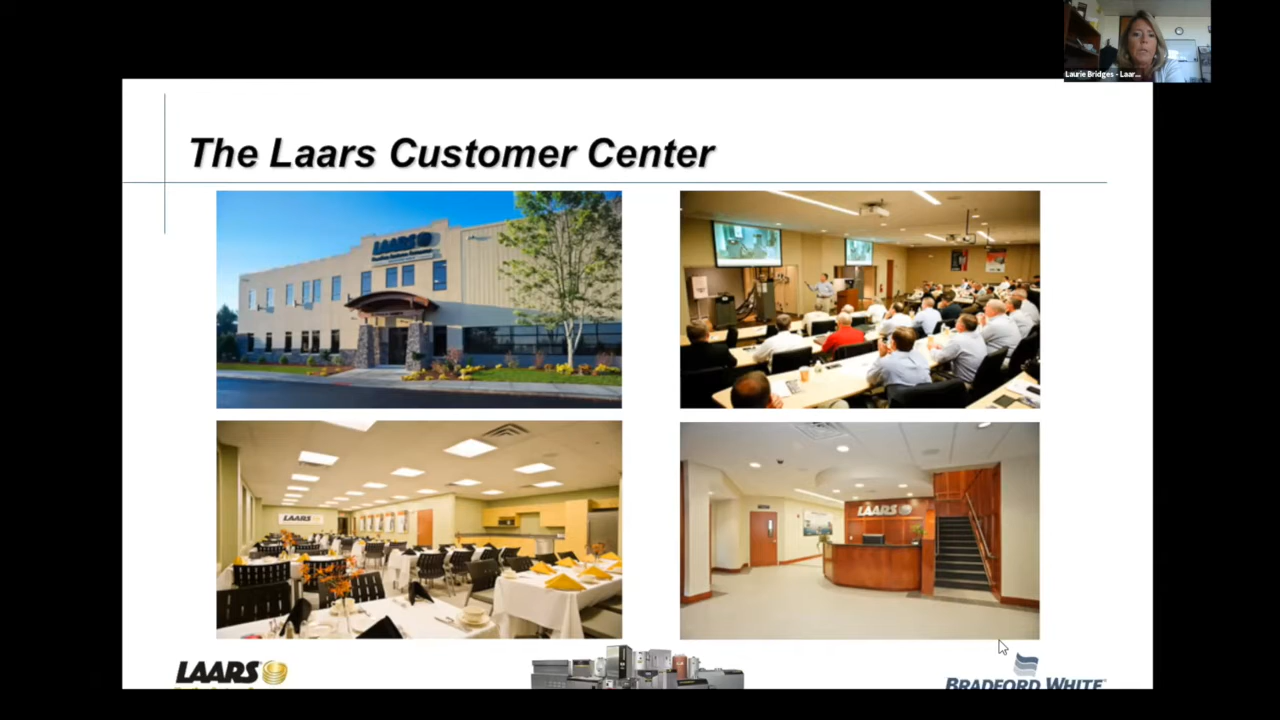 Laurie Bridges - Laar...
The Laars Customer Center
LAARS
LAARS
LAARS
LAARS
BRADFORD WHITE